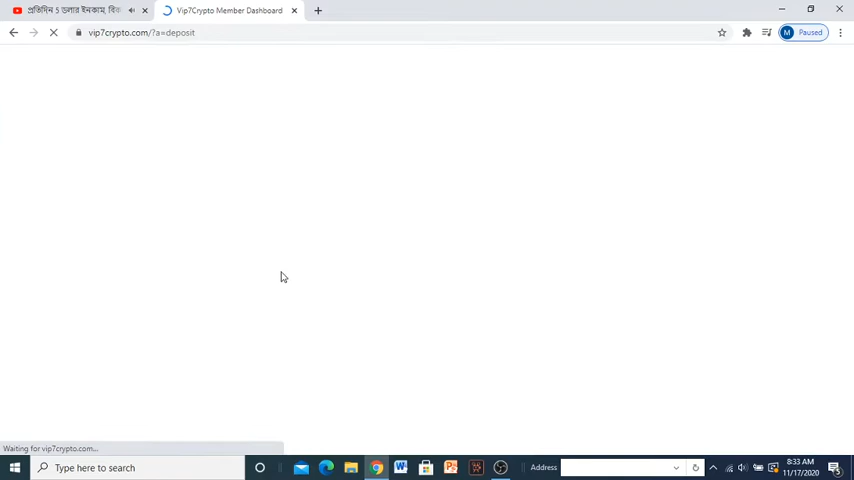 প্রতিদিন 5 ডলার ইনকাম, বিক
Vip7Crypto Member Dashboard
vip7crypto.com/?a=deposit
M Paused
Waiting for vip7crypto.com...
Type here to search
Address
8:33 AM
11/17/2020
5